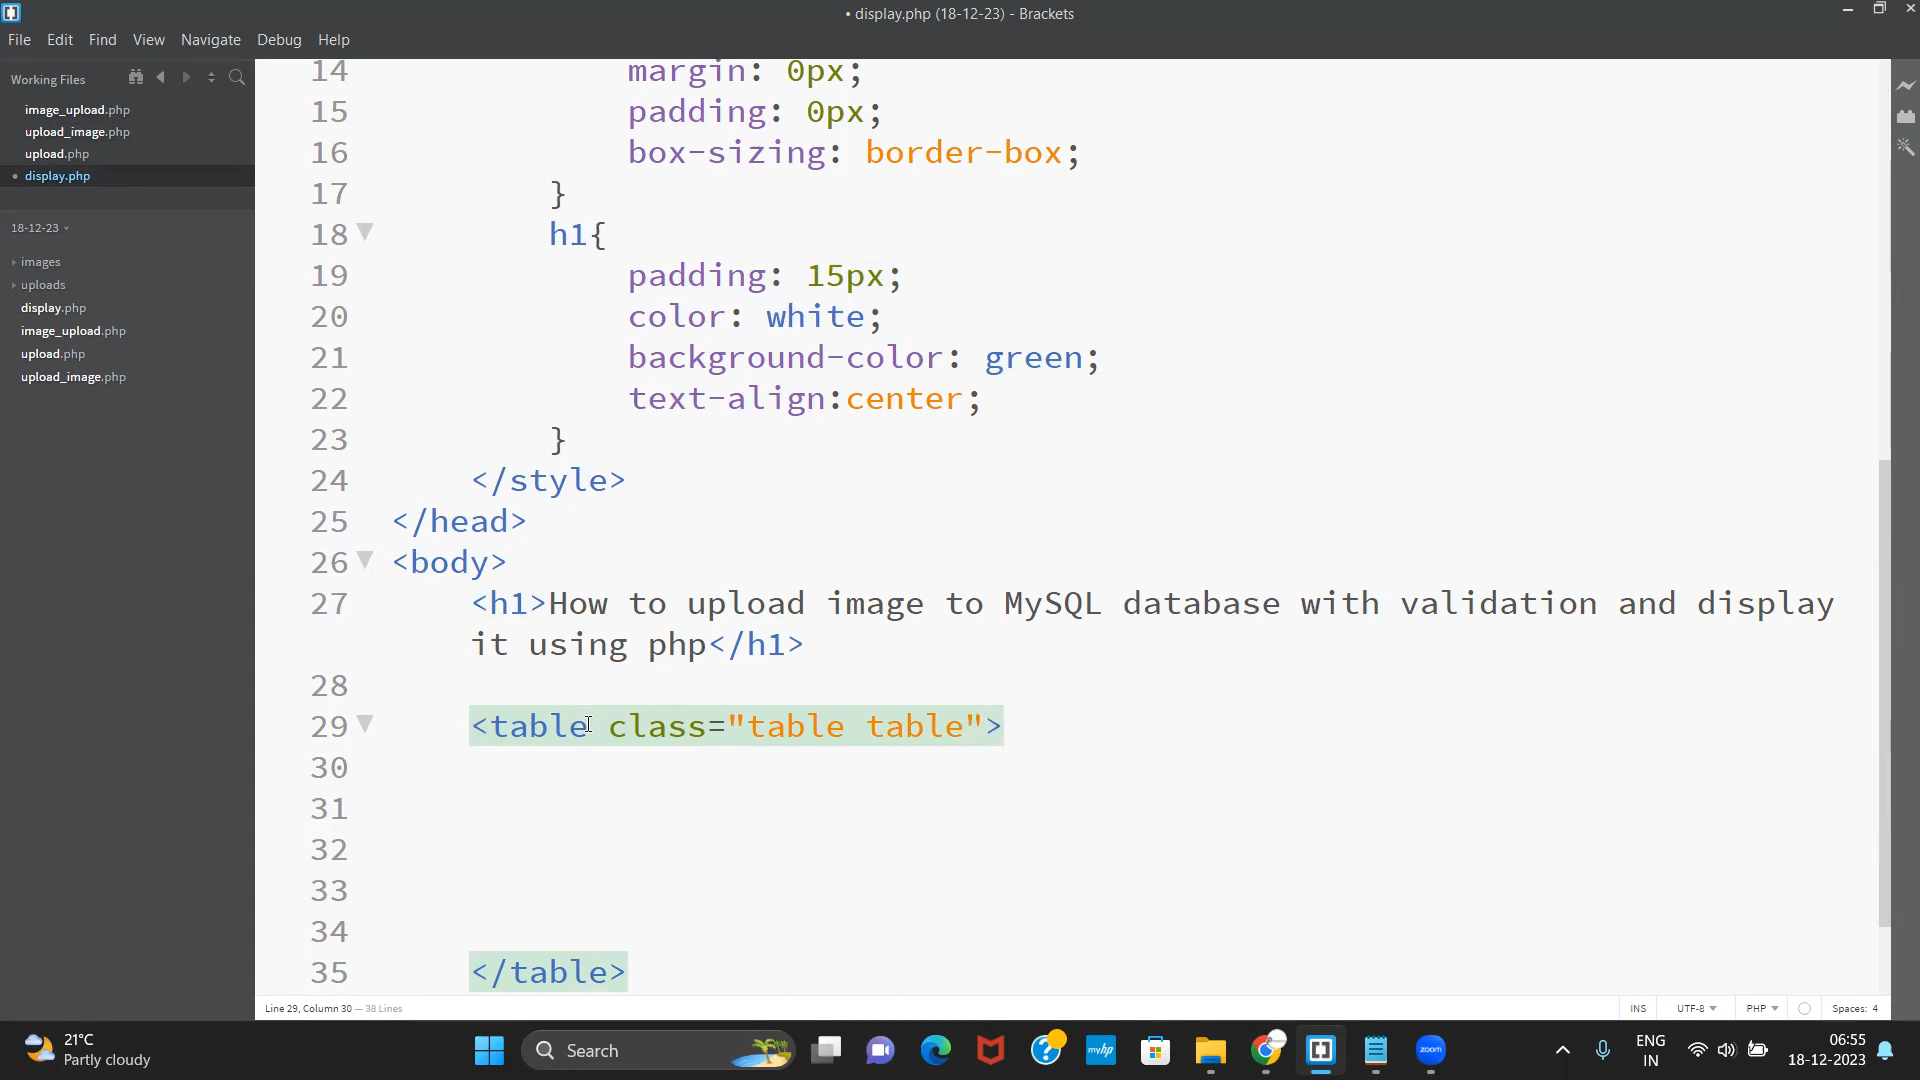 • display.php (18-12-23) - Brackets
File Edit Find View Navigate Debug Help
Working Files
image_upload.php
upload_image.php
upload.php
• display.php
18-12-23
images
uploads
display.php
image_upload.php
upload.php
upload_image.php
14 margin: 0px;
15 padding: 0px;
16 box-sizing: border-box;
17 }
18 h1{
19 padding: 15px;
20 color: white;
21 background-color: green;
22 text-align:center;
23 }
24 </style>
25 </head>
26 <body>
27 <h1>How to upload image to MySQL database with validation and display
it using php</h1>
28
29 <table class="table table">
30
31
32
33
34
35 </table>
Line 29, Column 30 — 38 Lines
INS UTF-8 PHP Spaces: 4
21°C
Partly cloudy
Search
myhp
zoom
ENG
IN
06:55
18-12-2023